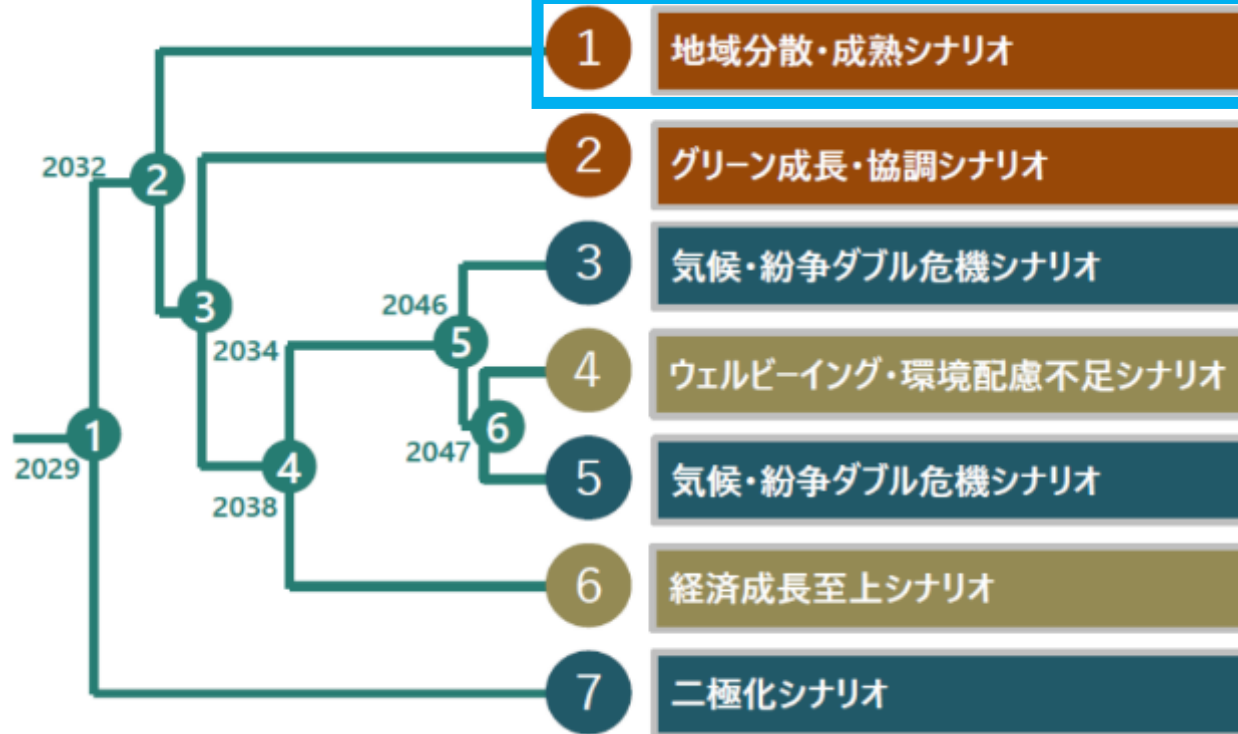 1 地域分散・成熟シナリオ
2032 2
2 グリーン成長・協調シナリオ
3 気候・紛争ダブル危機シナリオ
3
2046
5
2034
4 ウェルビーイング・環境配慮不足シナリオ
1
6
2047
2029
4
5 気候・紛争ダブル危機シナリオ
2038
6 経済成長至上シナリオ
7 二極化シナリオ